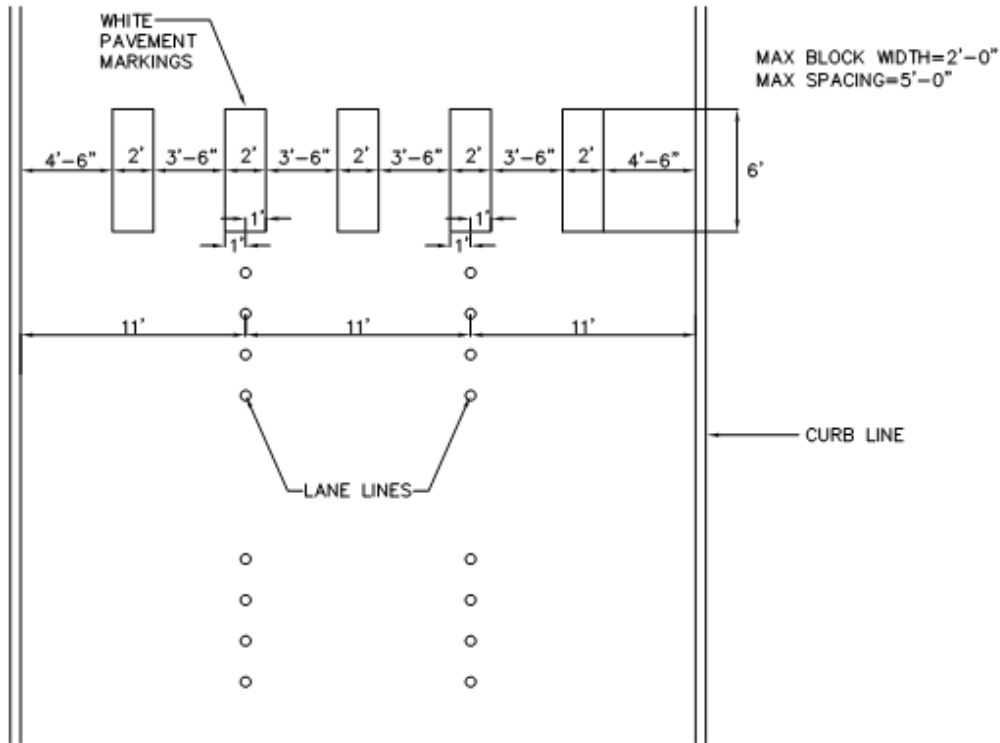 WHITE
PAVEMENT
MARKINGS
MAX BLOCK WIDTH=2'-0"
MAX SPACING=5'-0"
4'-6" 2' 3'-6" 2' 3'-6" 2' 3'-6" 2' 3'-6" 2' 4'-6"
6'
1' 1'
1' 1'
11' 11' 11'
CURB LINE
LANE LINES